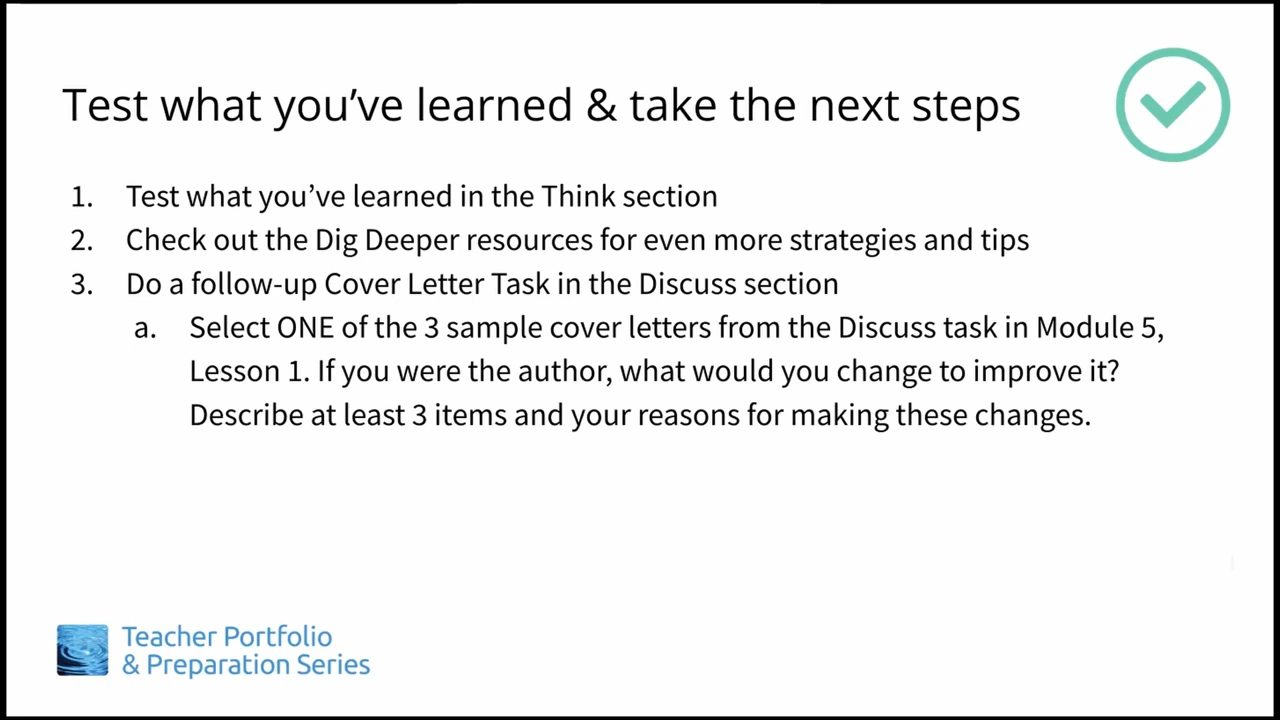 Test what you’ve learned & take the next steps
1. Test what you’ve learned in the Think section
2. Check out the Dig Deeper resources for even more strategies and tips
3. Do a follow-up Cover Letter Task in the Discuss section
a. Select ONE of the 3 sample cover letters from the Discuss task in Module 5,
Lesson 1. If you were the author, what would you change to improve it?
Describe at least 3 items and your reasons for making these changes.
Teacher Portfolio
& Preparation Series